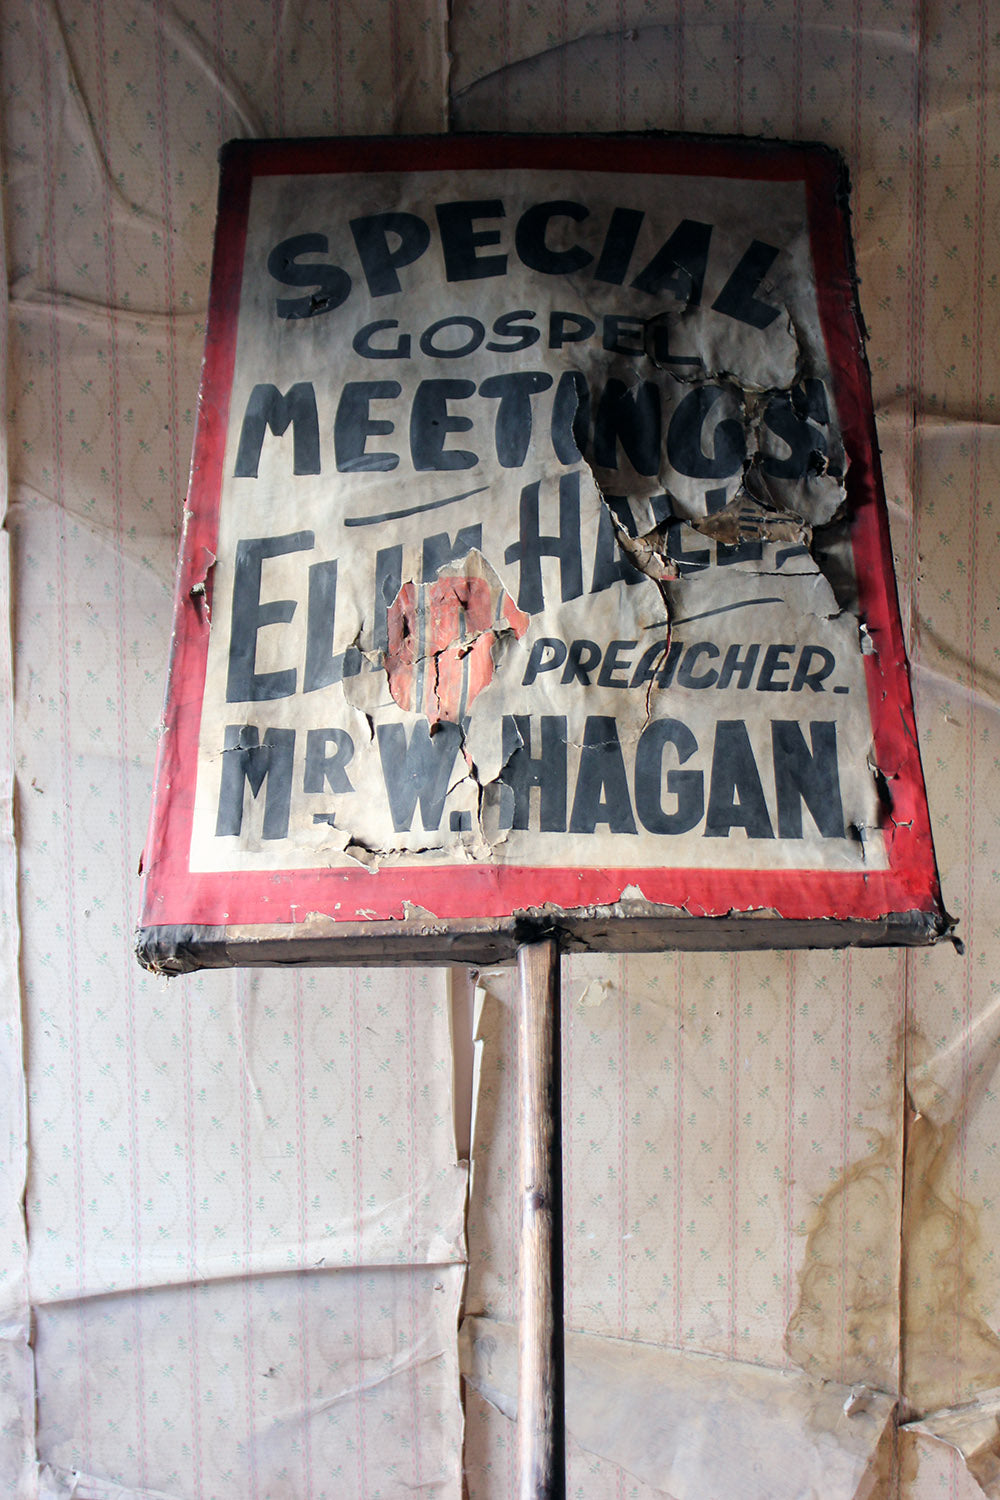 SPECIAL
GOSPEL
MEETINGS.
ELIM HALL,
PREACHER.
MR. W. HAGAN